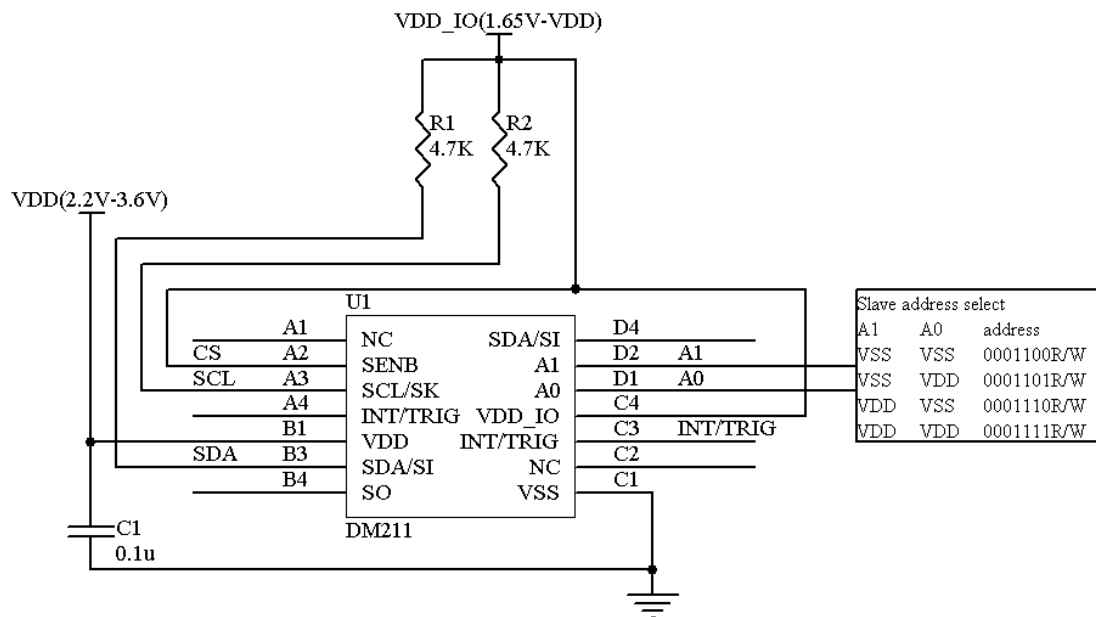 VDD_IO(1.65V-VDD)
R1
4.7K
R2
4.7K
VDD(2.2V-3.6V)
U1
A1
NC
CS
A2
SENB
SCL
A3
SCL/SK
A4
INT/TRIG
B1
VDD
SDA
B3
SDA/SI
B4
SO
SDA/SI
D4
A1
D2
A1
A0
D1
A0
VDD_IO
C4
INT/TRIG
C3
INT/TRIG
NC
C2
VSS
C1
DM211
C1
0.1u
Slave address select
A1 A0 address
VSS VSS 0001100R/W
VSS VDD 0001101R/W
VDD VSS 0001110R/W
VDD VDD 0001111R/W